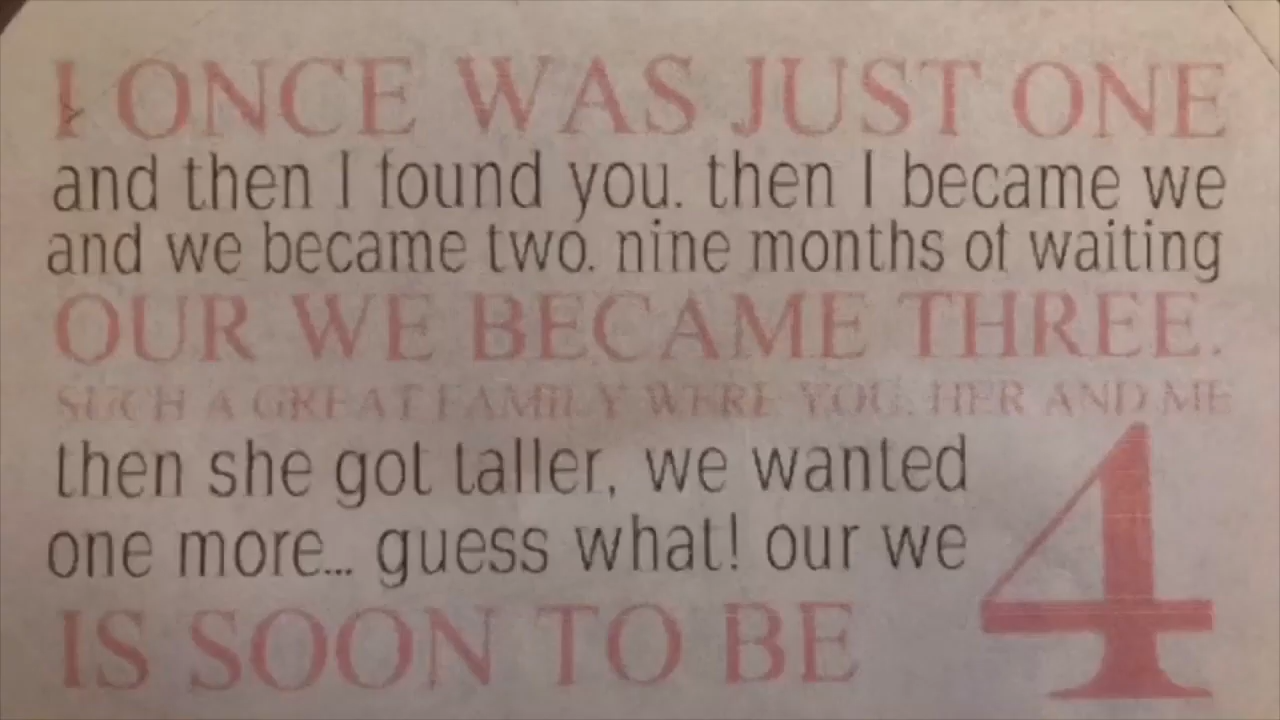 I ONCE WAS JUST ONE
and then I found you. then I became we
and we became two. nine months of waiting
OUR WE BECAME THREE.
SUCH A GREAT FAMILY WERE YOU, HER AND ME
then she got taller, we wanted
one more... guess what! our we
IS SOON TO BE 4